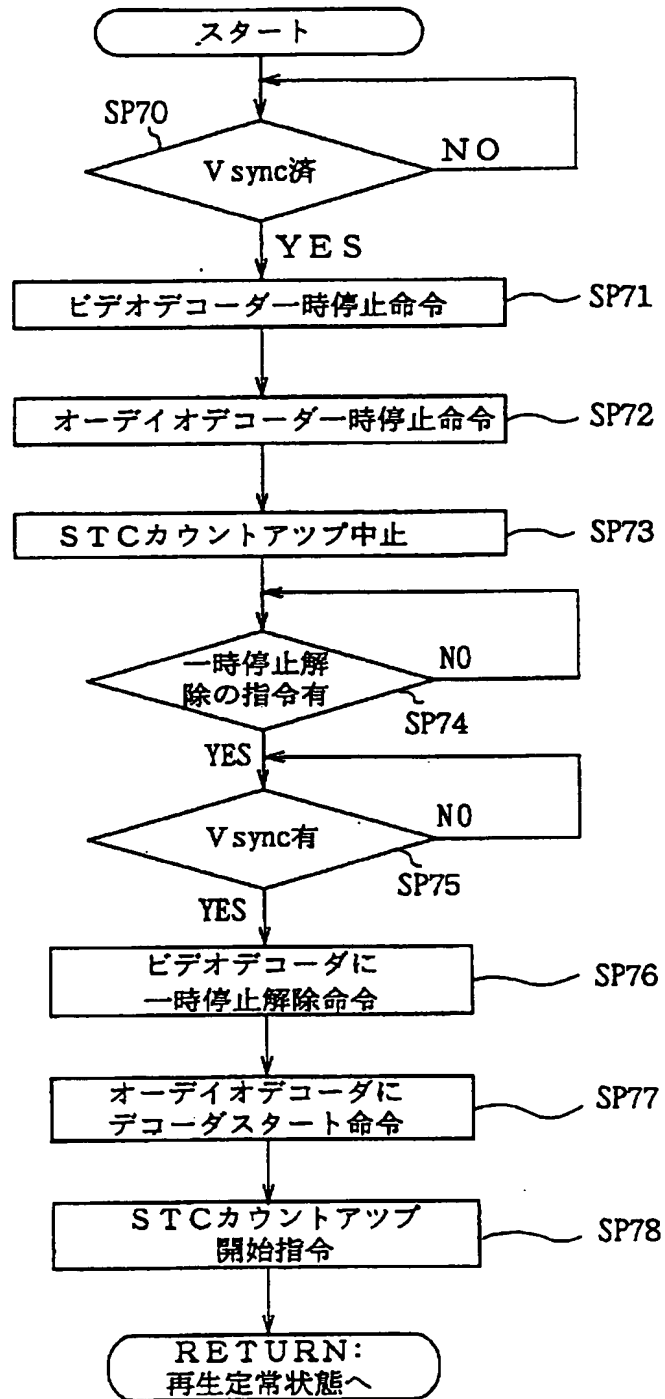 スタート
SP70
Vsync済
NO
YES
ビデオデコーダ一時停止命令
SP71
オーデイオデコーダ一時停止命令
SP72
STCカウントアツプ中止
SP73
一時停止解
除の指令有
NO
SP74
YES
Vsync有
NO
SP75
YES
ビデオデコーダに
一時停止解除命令
SP76
オーデイオデコーダに
デコーダスタート命令
SP77
STCカウントアツプ
開始指令
SP78
RETURN:
再生定常状態へ